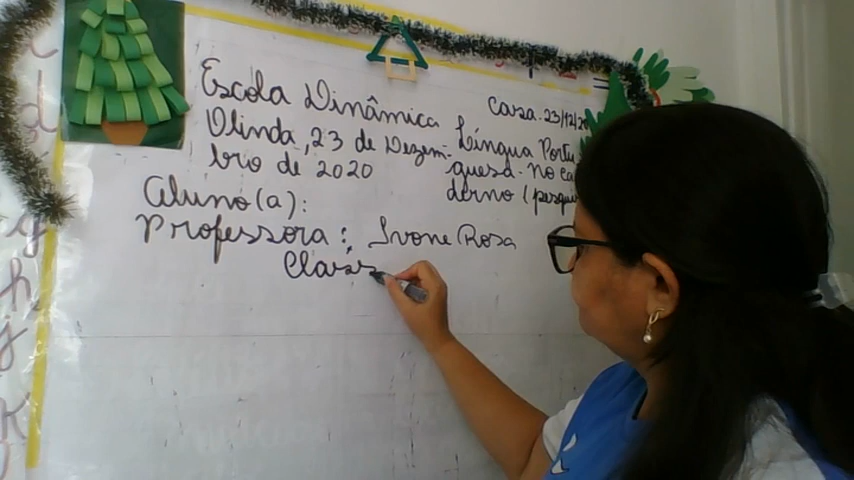 Escola Dinâmica
Olinda, 23 de Dezem-
bro de 2020
Aluno(a):
Professora: Ivone Rosa
Casa. 23/12/20
Língua Portu
guesa. No ca
derno (pesqui